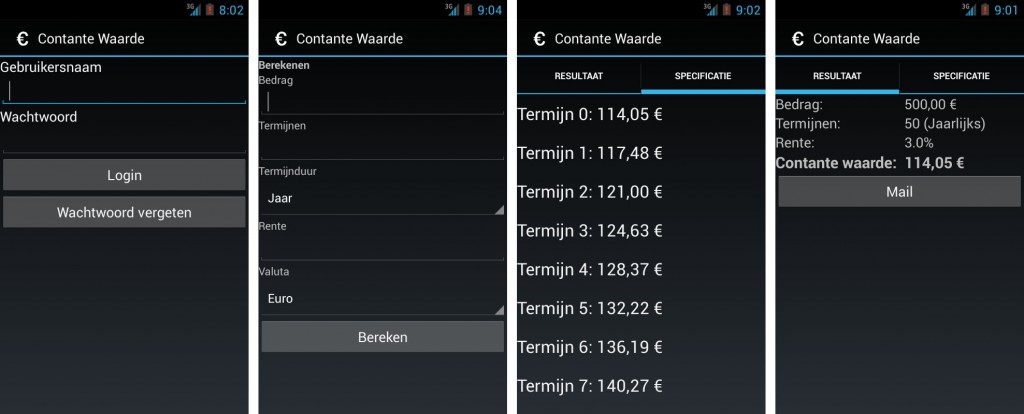 3G 8:02
€ Contante Waarde
Gebruikersnaam
Wachtwoord
Login
Wachtwoord vergeten
3G 9:04
€ Contante Waarde
Berekenen
Bedrag
Termijnen
Termijnduur
Jaar
Rente
Valuta
Euro
Bereken
3G 9:02
€ Contante Waarde
RESULTAAT SPECIFICATIE
Termijn 0: 114,05 €
Termijn 1: 117,48 €
Termijn 2: 121,00 €
Termijn 3: 124,63 €
Termijn 4: 128,37 €
Termijn 5: 132,22 €
Termijn 6: 136,19 €
Termijn 7: 140,27 €
3G 9:01
€ Contante Waarde
RESULTAAT SPECIFICATIE
Bedrag: 500,00 €
Termijnen: 50 (Jaarlijks)
Rente: 3.0%
Contante waarde: 114,05 €
Mail